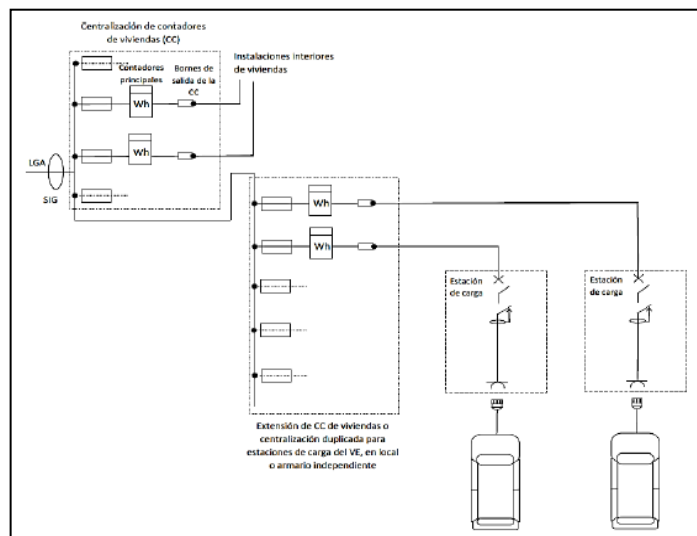 Centralización de contadores
de viviendas (CC)
Contadores
principales
Bornes de
salida de la
CC
Instalaciones interiores
de viviendas
Wh
Wh
LGA
SIG
Wh
Wh
Estación
de carga
Estación
de carga
Extensión de CC de viviendas o
centralización duplicada para
estaciones de carga del VE, en local
o armario independiente